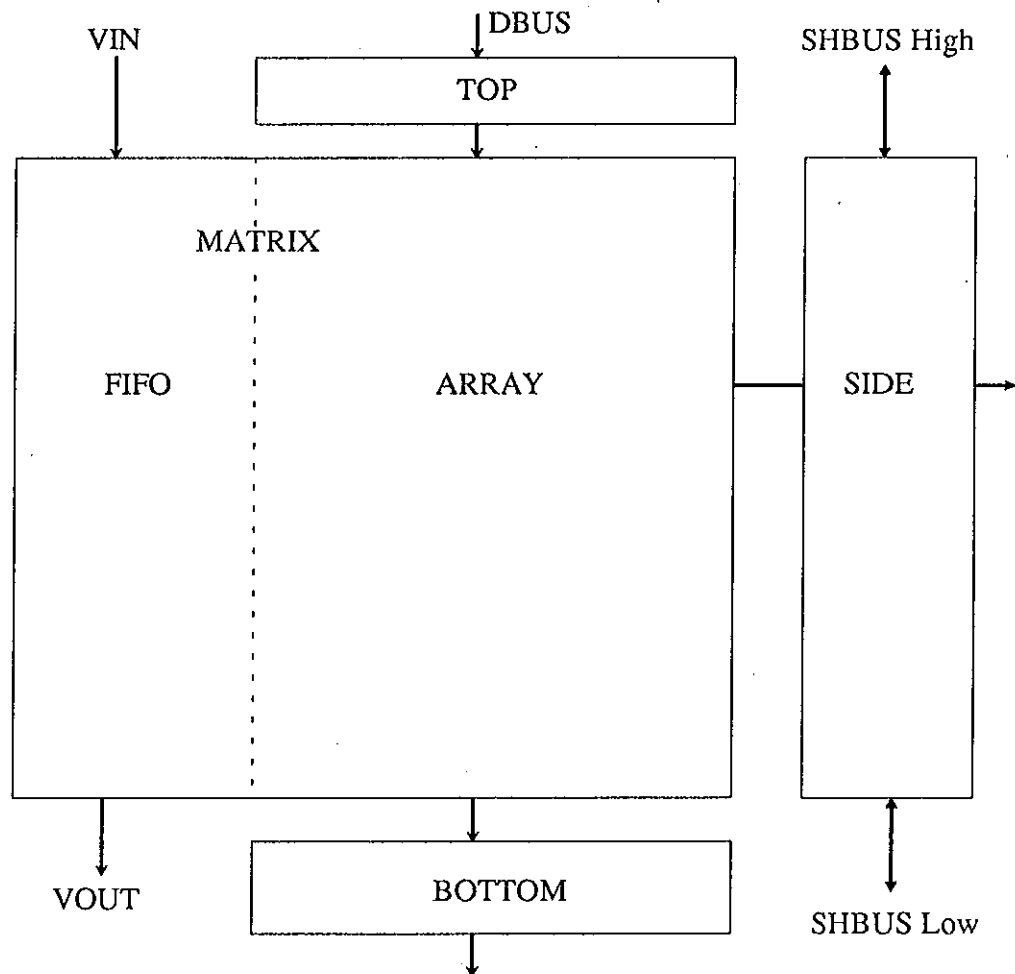 VIN
DBUS
SHBUS High
TOP
MATRIX
FIFO
ARRAY
SIDE
VOUT
BOTTOM
SHBUS Low